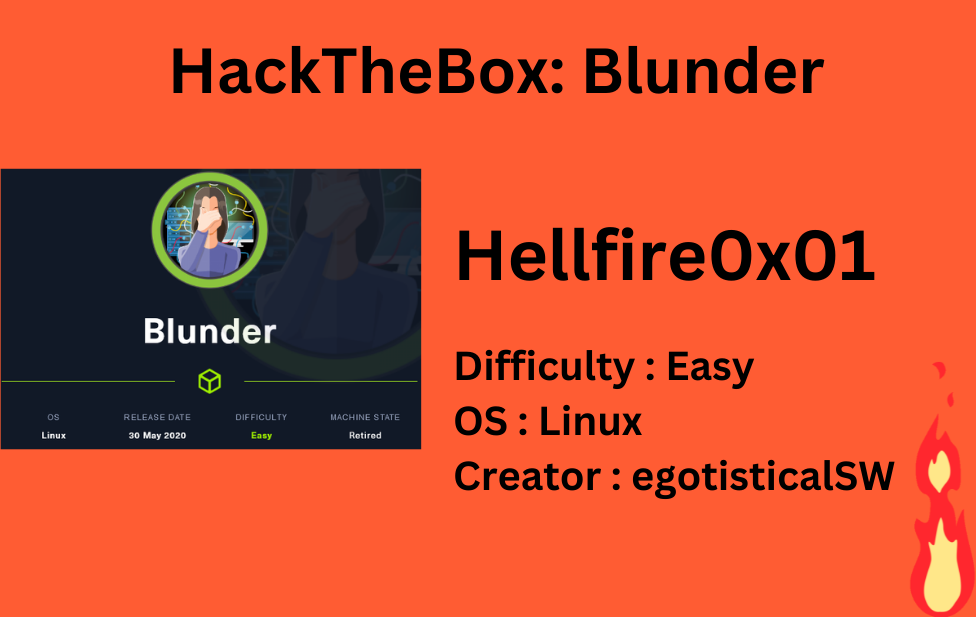 HackTheBox: Blunder
Blunder
OS RELEASE DATE DIFFICULTY MACHINE STATE
Linux 30 May 2020 Easy Retired
Hellfire0x01
Difficulty : Easy
OS : Linux
Creator : egotisticalSW